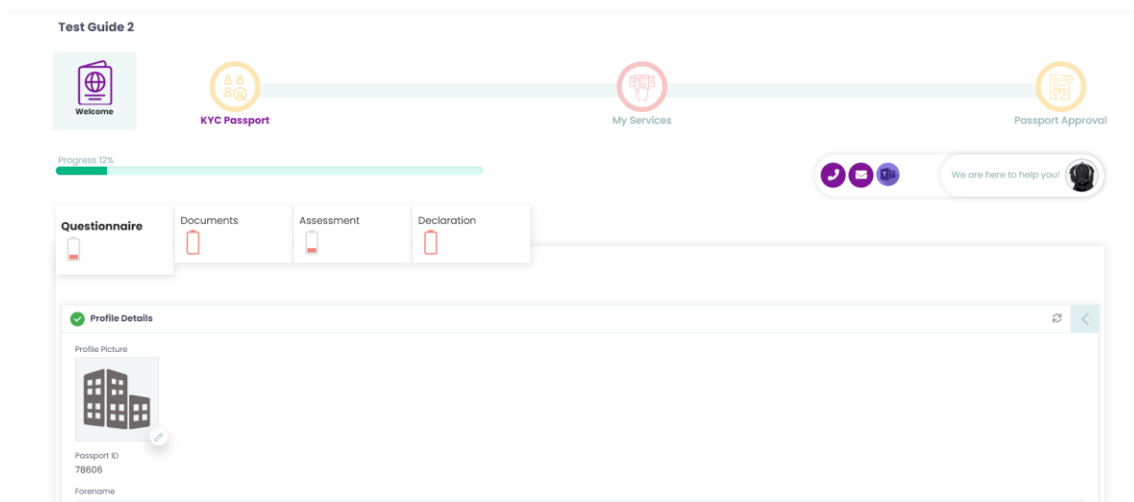 Test Guide 2
Welcome
KYC Passport
My Services
Passport Approval
Progress 12%
We are here to help you!
Questionnaire
Documents
Assessment
Declaration
Profile Details
Profile Picture
Passport ID
78606
Forename